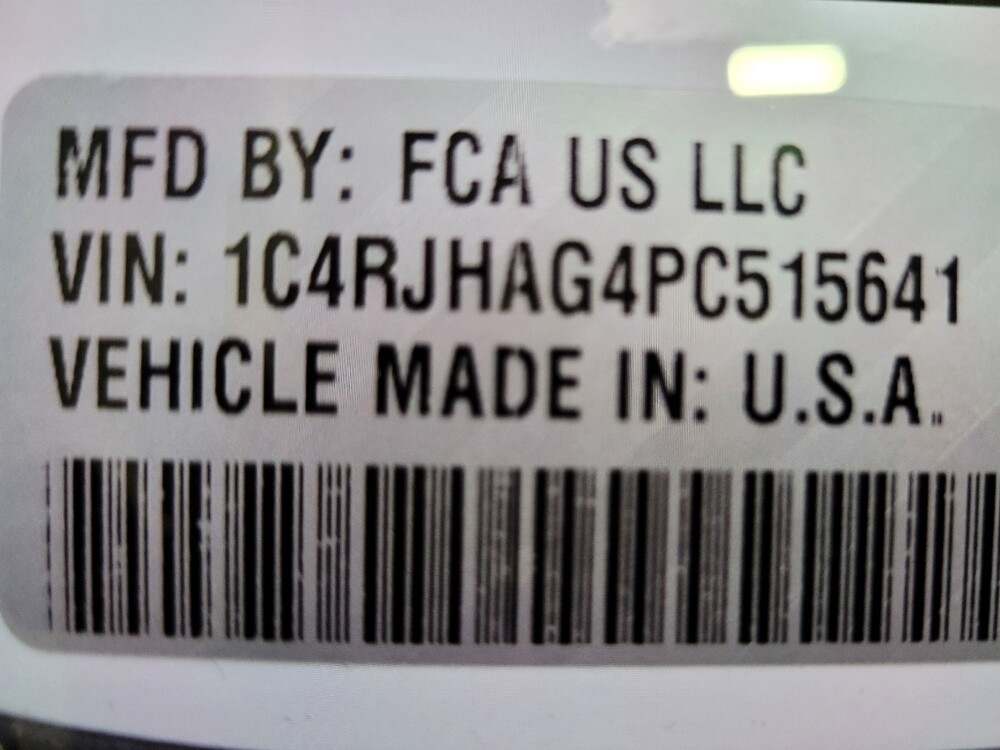 MFD BY: FCA US LLC
VIN: 1C4RJHAG4PC515641
VEHICLE MADE IN: U.S.A.